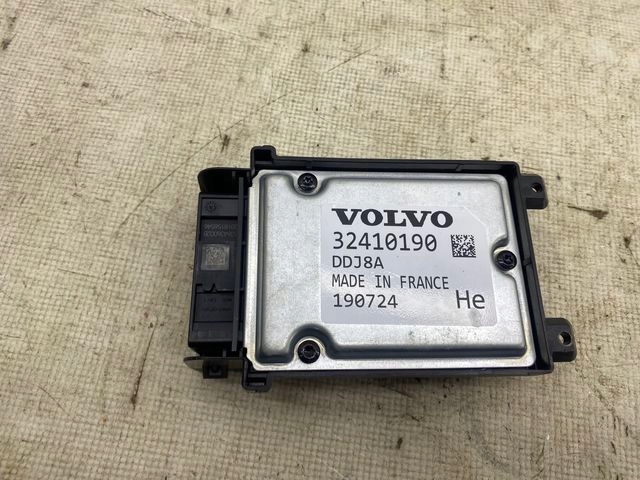 VOLVO
32410190
DDJ8A
MADE IN FRANCE
190724 He